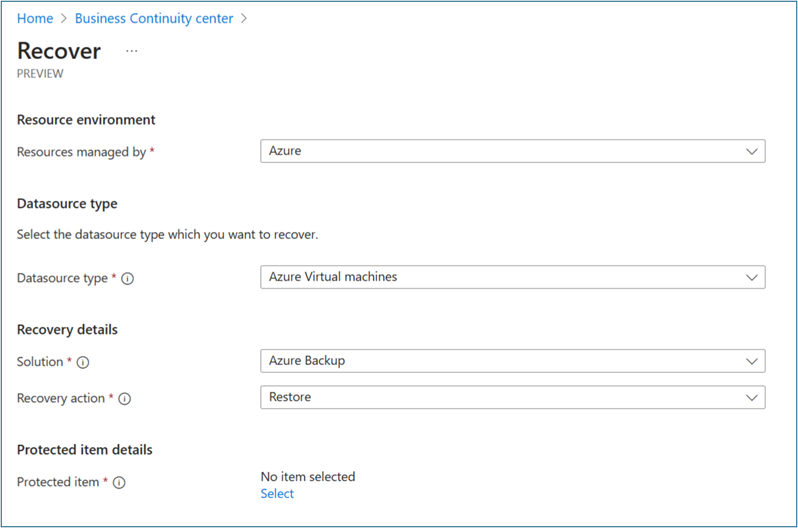 Home > Business Continuity center >
Recover ...
PREVIEW
Resource environment
Resources managed by * Azure
Datasource type
Select the datasource type which you want to recover.
Datasource type * Azure Virtual machines
Recovery details
Solution * Azure Backup
Recovery action * Restore
Protected item details
Protected item * No item selected
Select